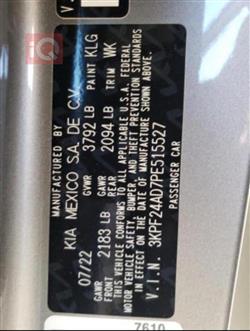 KIA MEXICO S.A. DE C.V.
07/22 GVWR 3792 LB PAINT KLG
GAWR FRONT 2183 LB GAWR REAR 2094 LB TRIM WK
THIS VEHICLE CONFORMS TO ALL APPLICABLE U.S.A. FEDERAL
MOTOR VEHICLE SAFETY, BUMPER, AND THEFT PREVENTION STANDARDS
IN EFFECT ON THE DATE OF MANUFACTURE SHOWN ABOVE.
V.I.N. 3KPF24AD7PE515527
PASSENGER CAR
7610